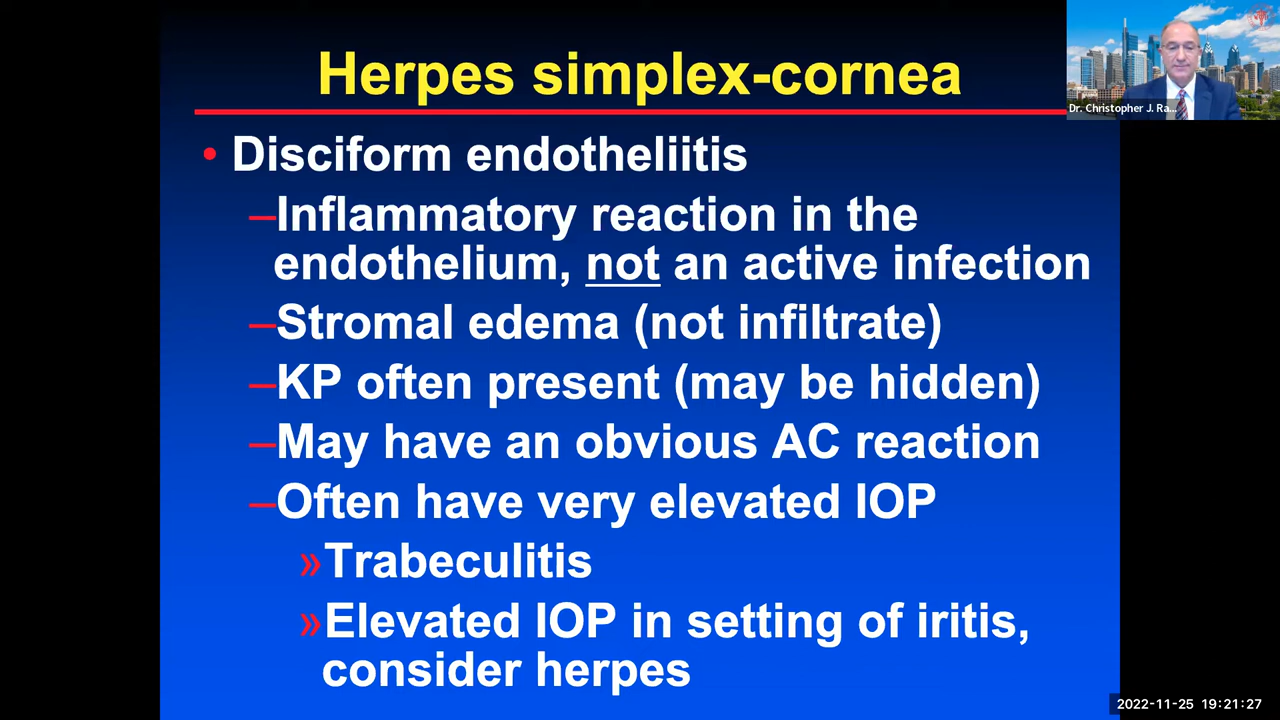 Herpes simplex-cornea
Dr. Christopher J. Ra...
• Disciform endotheliitis
–Inflammatory reaction in the
endothelium, not an active infection
–Stromal edema (not infiltrate)
–KP often present (may be hidden)
–May have an obvious AC reaction
–Often have very elevated IOP
»Trabeculitis
»Elevated IOP in setting of iritis,
consider herpes
2022-11-25 19:21:27